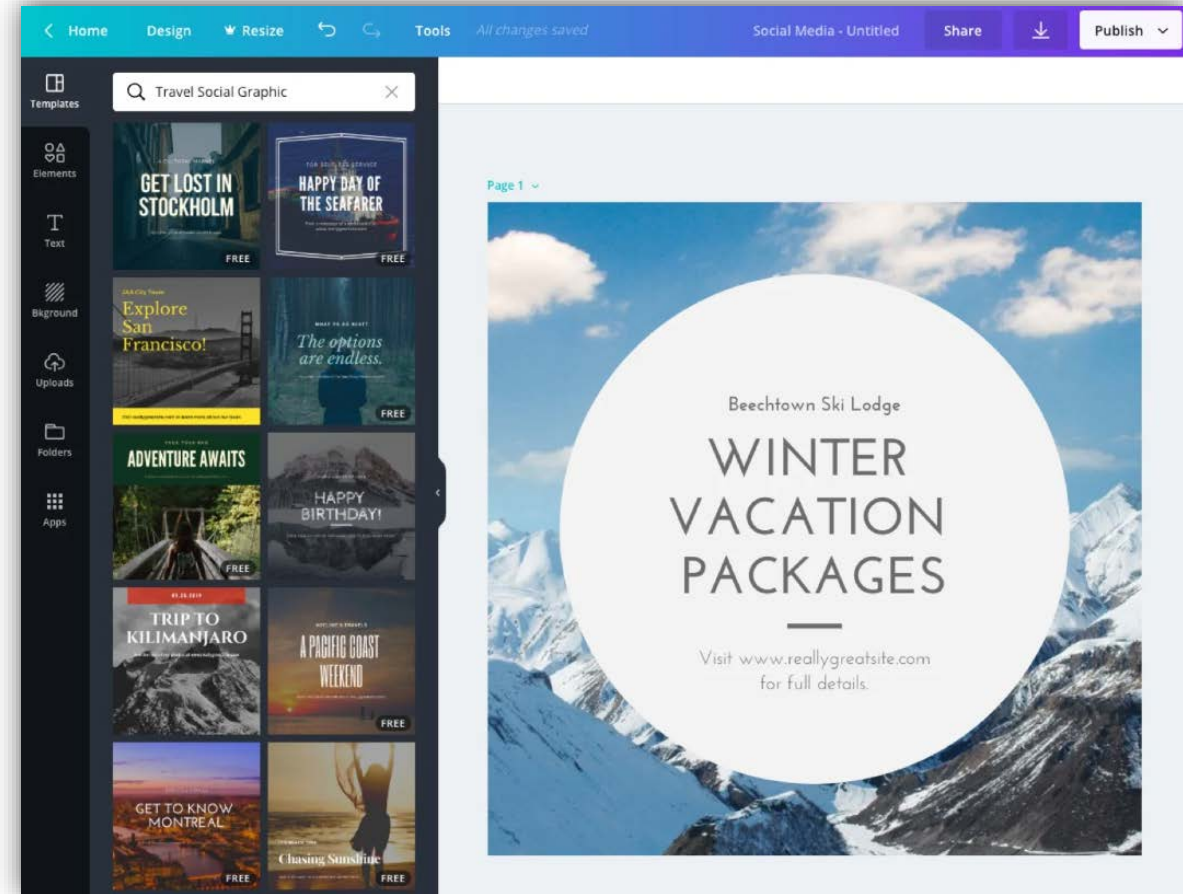 Home Design Resize Tools All changes saved Social Media - Untitled Share Publish
Templates
Elements
Text
Bkground
Uploads
Folders
Apps
Travel Social Graphic
GET LOST IN
STOCKHOLM
FREE
HAPPY DAY OF
THE SEAFARER
FREE
Explore
San
Francisco!
WHAT TO DO NEXT?
The options
are endless.
FREE
ADVENTURE AWAITS
FREE
HAPPY
BIRTHDAY!
TRIP TO
KILIMANJARO
A PACIFIC COAST
WEEKEND
FREE
GET TO KNOW
MONTREAL
FREE
Chasing Sunshine
FREE
Page 1
Beechtown Ski Lodge
WINTER
VACATION
PACKAGES
Visit www.reallygreatsite.com
for full details.